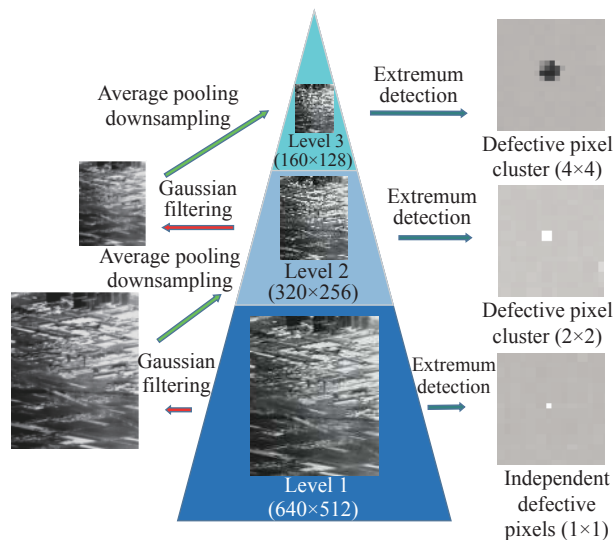 Average pooling
downsampling
Extremum
detection
Level 3
(160×128)
Defective pixel
cluster (4×4)
Gaussian
filtering
Extremum
detection
Average pooling
downsampling
Level 2
(320×256)
Defective pixel
cluster (2×2)
Gaussian
filtering
Extremum
detection
Level 1
(640×512)
Independent
defective
pixels (1×1)